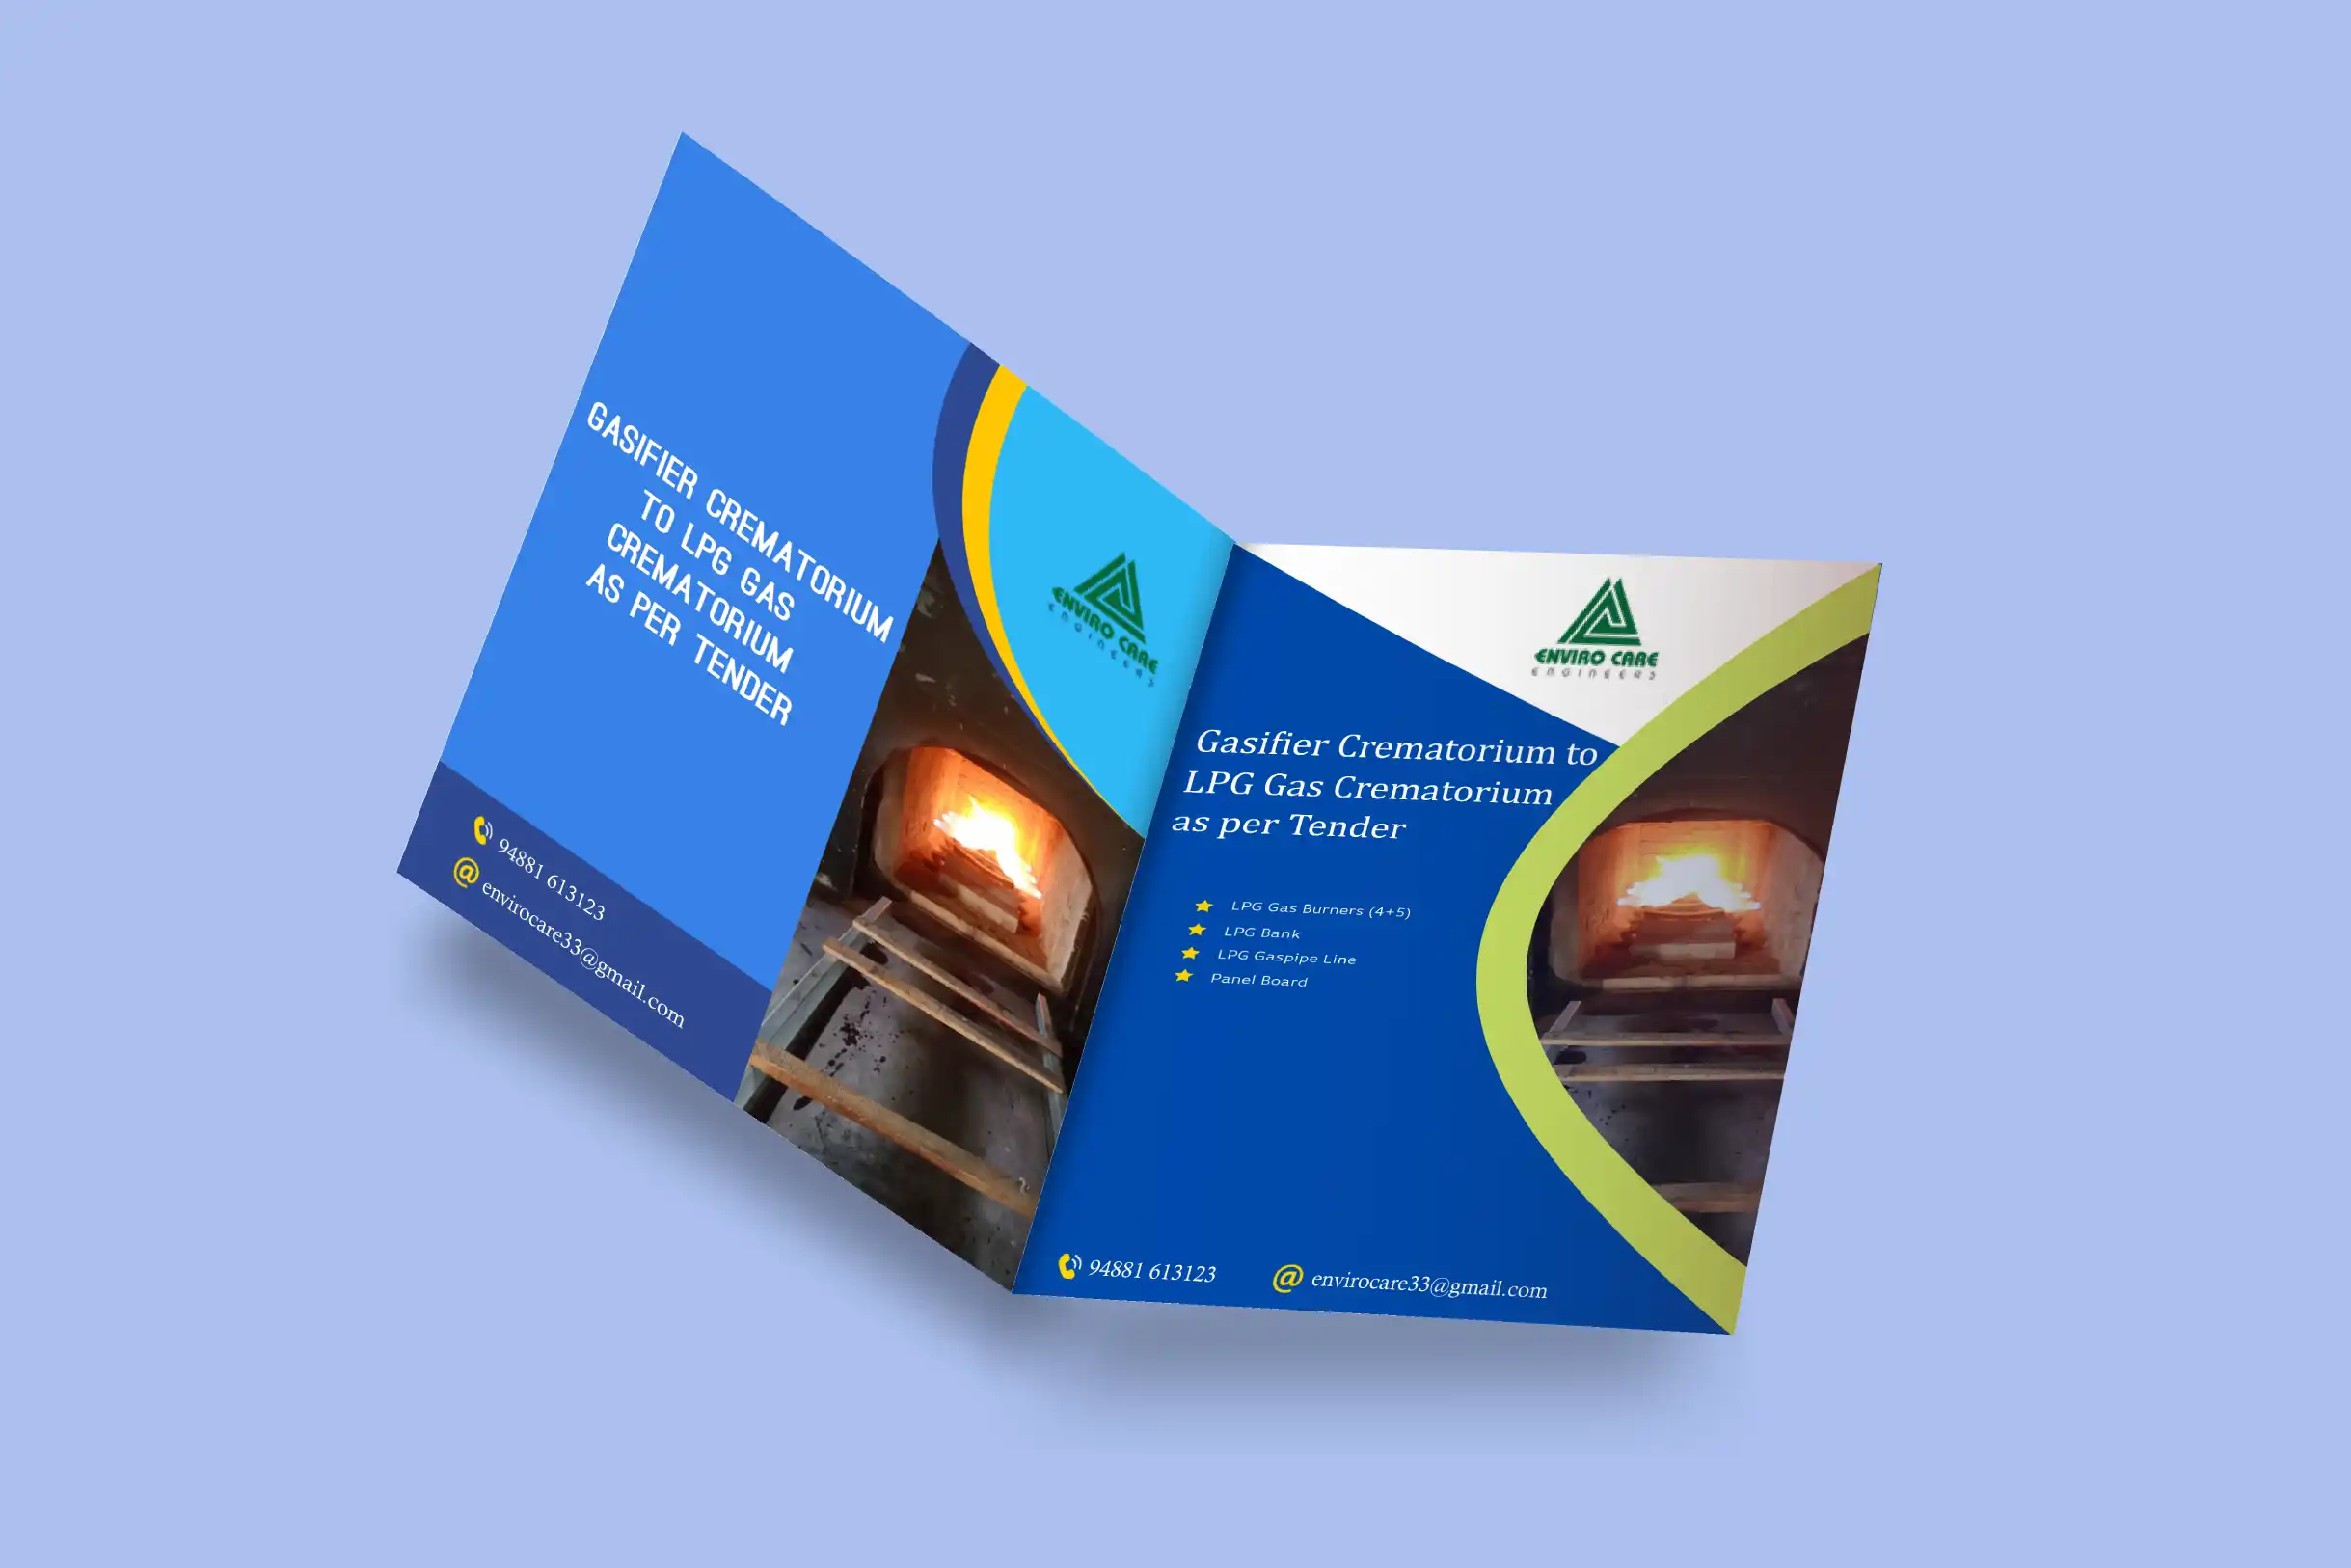 GASIFIER CREMATORIUM
TO LPG GAS
CREMATORIUM
AS PER TENDER
94881 613123
envirocare33@gmail.com
ENVIRO CARE
ENGINEERS
ENVIRO CARE
ENGINEERS
Gasifier Crematorium to
LPG Gas Crematorium
as per Tender
LPG Gas Burners (4+5)
LPG Bank
LPG Gaspipe Line
Panel Board
94881 613123
envirocare33@gmail.com